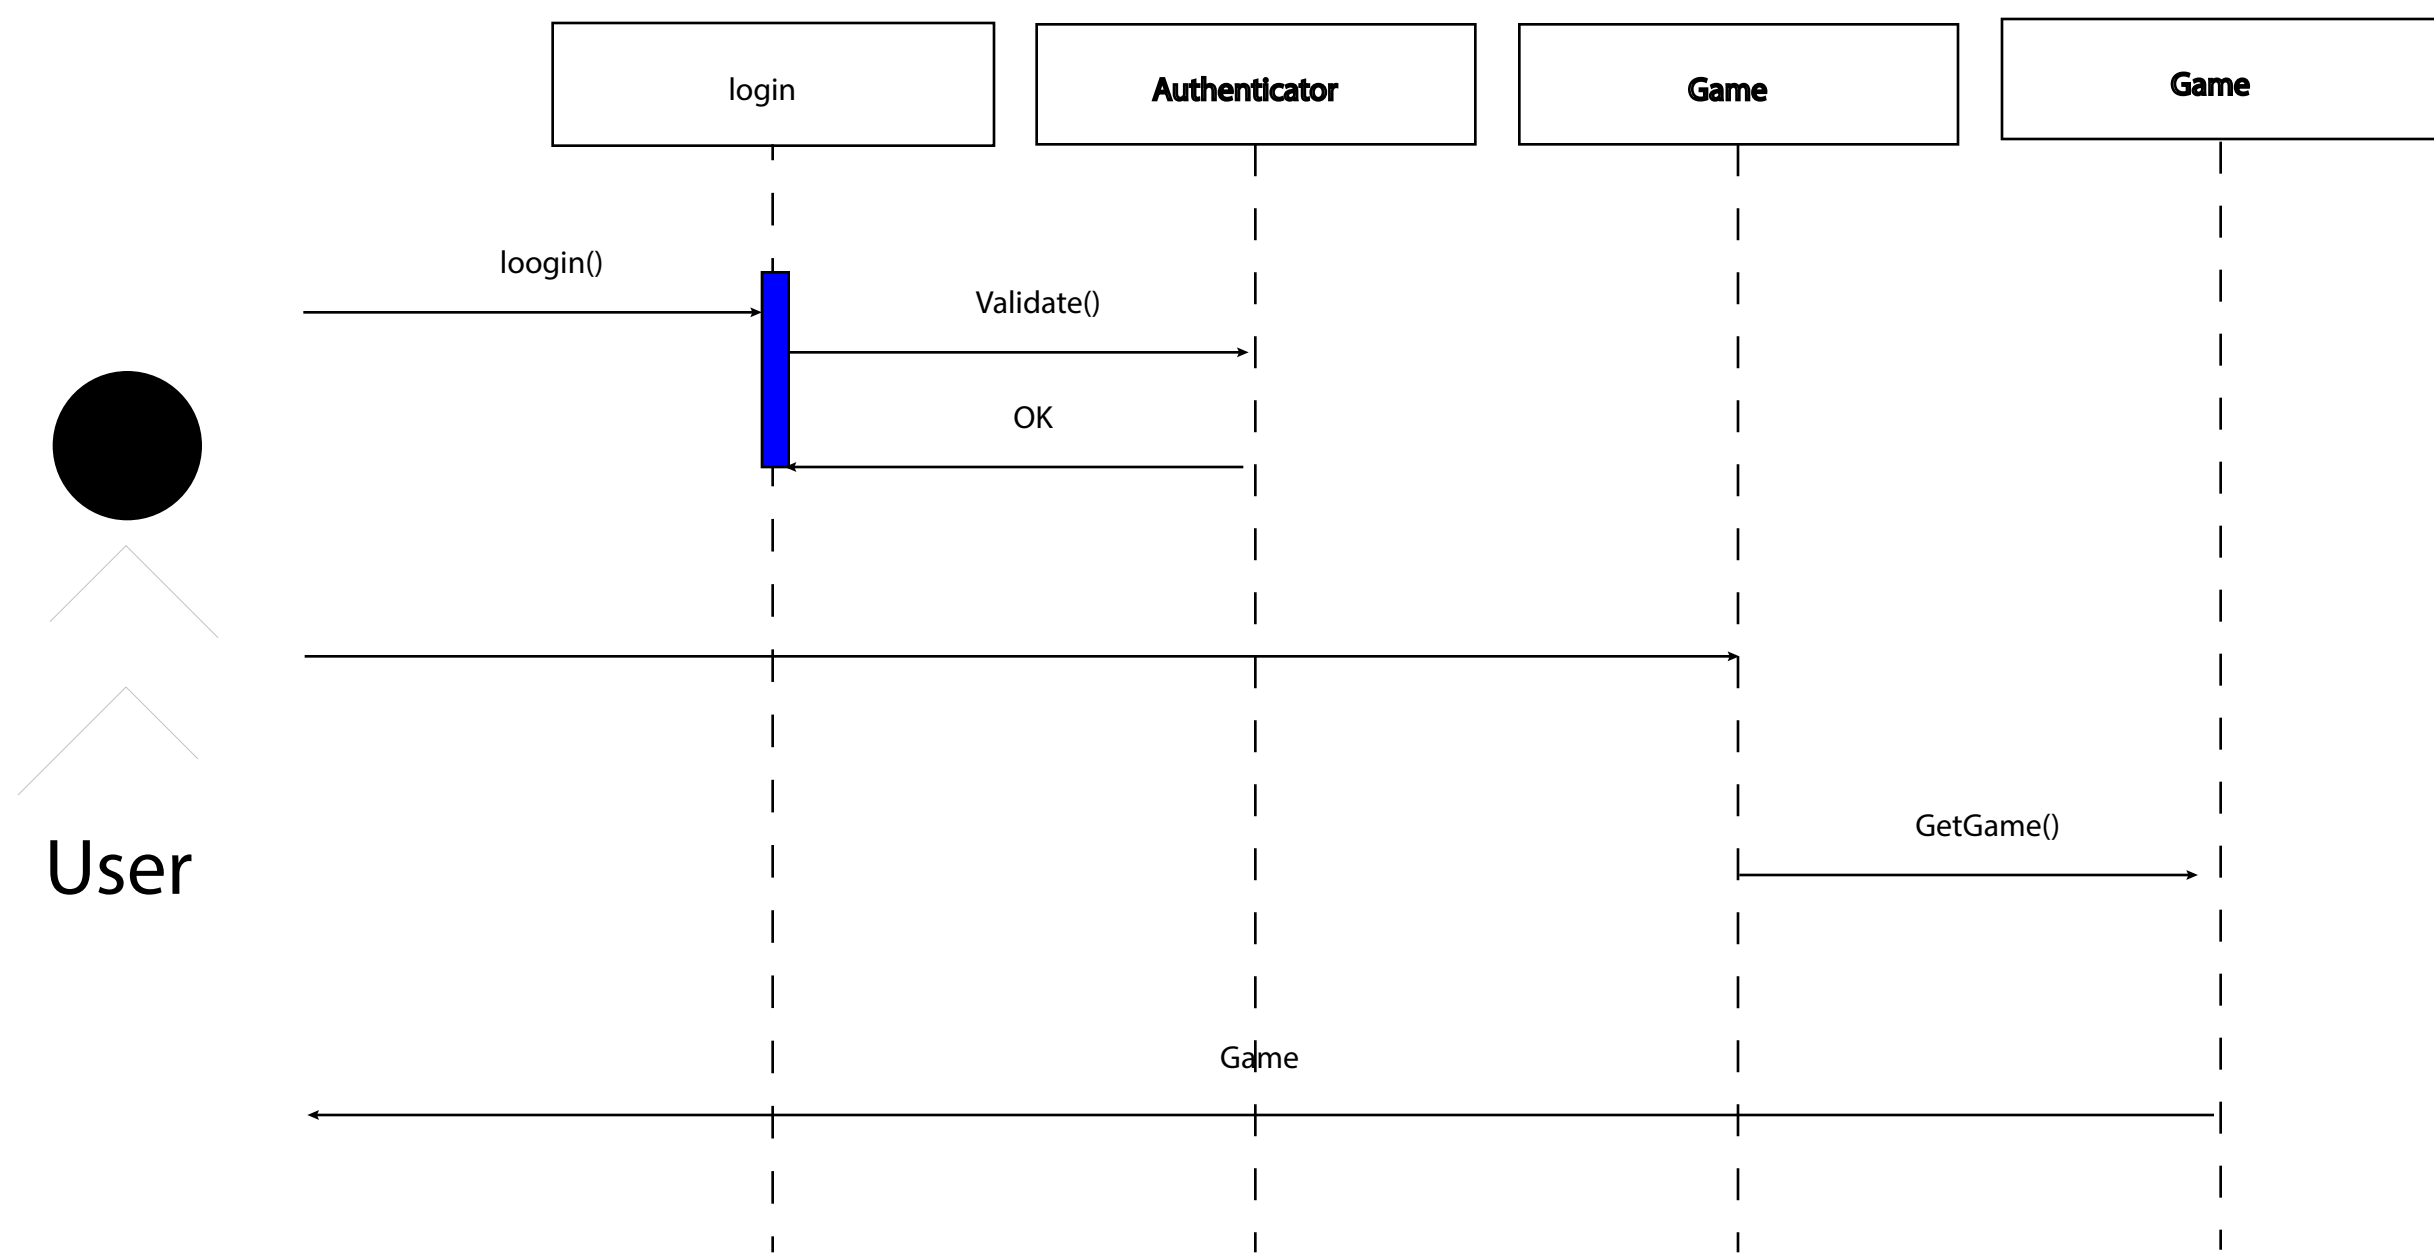 login
Authenticator
Game
Game
loogin()
Validate()
OK
GetGame()
User
Game